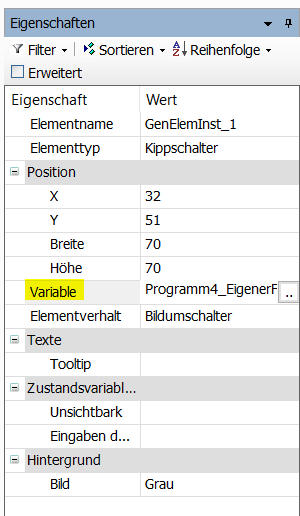 Eigenschaften
Filter Sortieren Reihenfolge
Erweitert
Eigenschaft Wert
Elementname GenElemInst_1
Elementtyp Kippschalter
Position
X 32
Y 51
Breite 70
Höhe 70
Variable Programm4_EigenerF ..
Elementverhalt Bildumschalter
Texte
Tooltip
Zustandsvariabl...
Unsichtbark
Eingaben d...
Hintergrund
Bild Grau